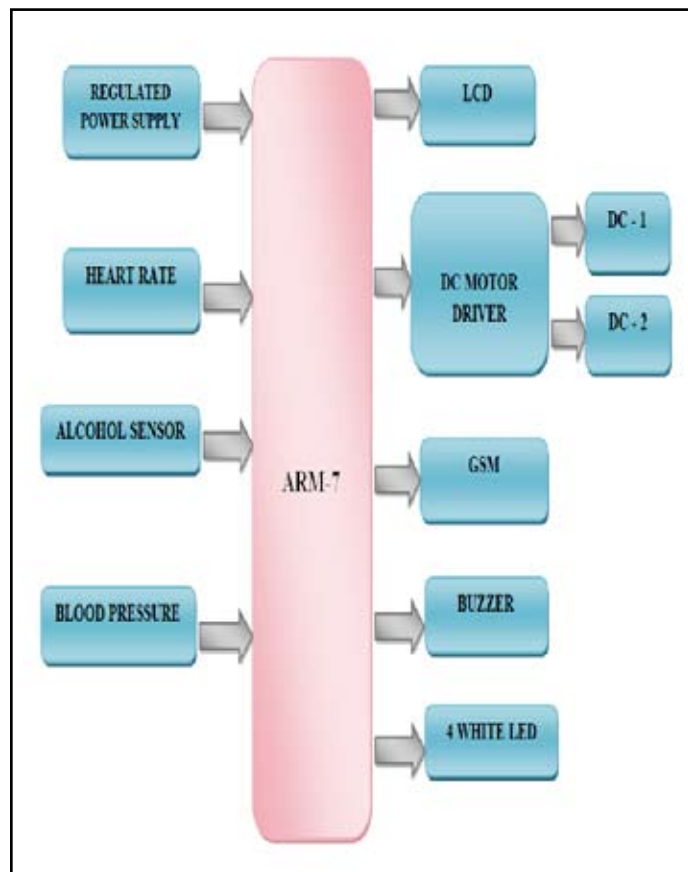 REGULATED
POWER SUPPLY
HEART RATE
ALCOHOL SENSOR
BLOOD PRESSURE
ARM-7
LCD
DC MOTOR
DRIVER
DC - 1
DC - 2
GSM
BUZZER
4 WHITE LED